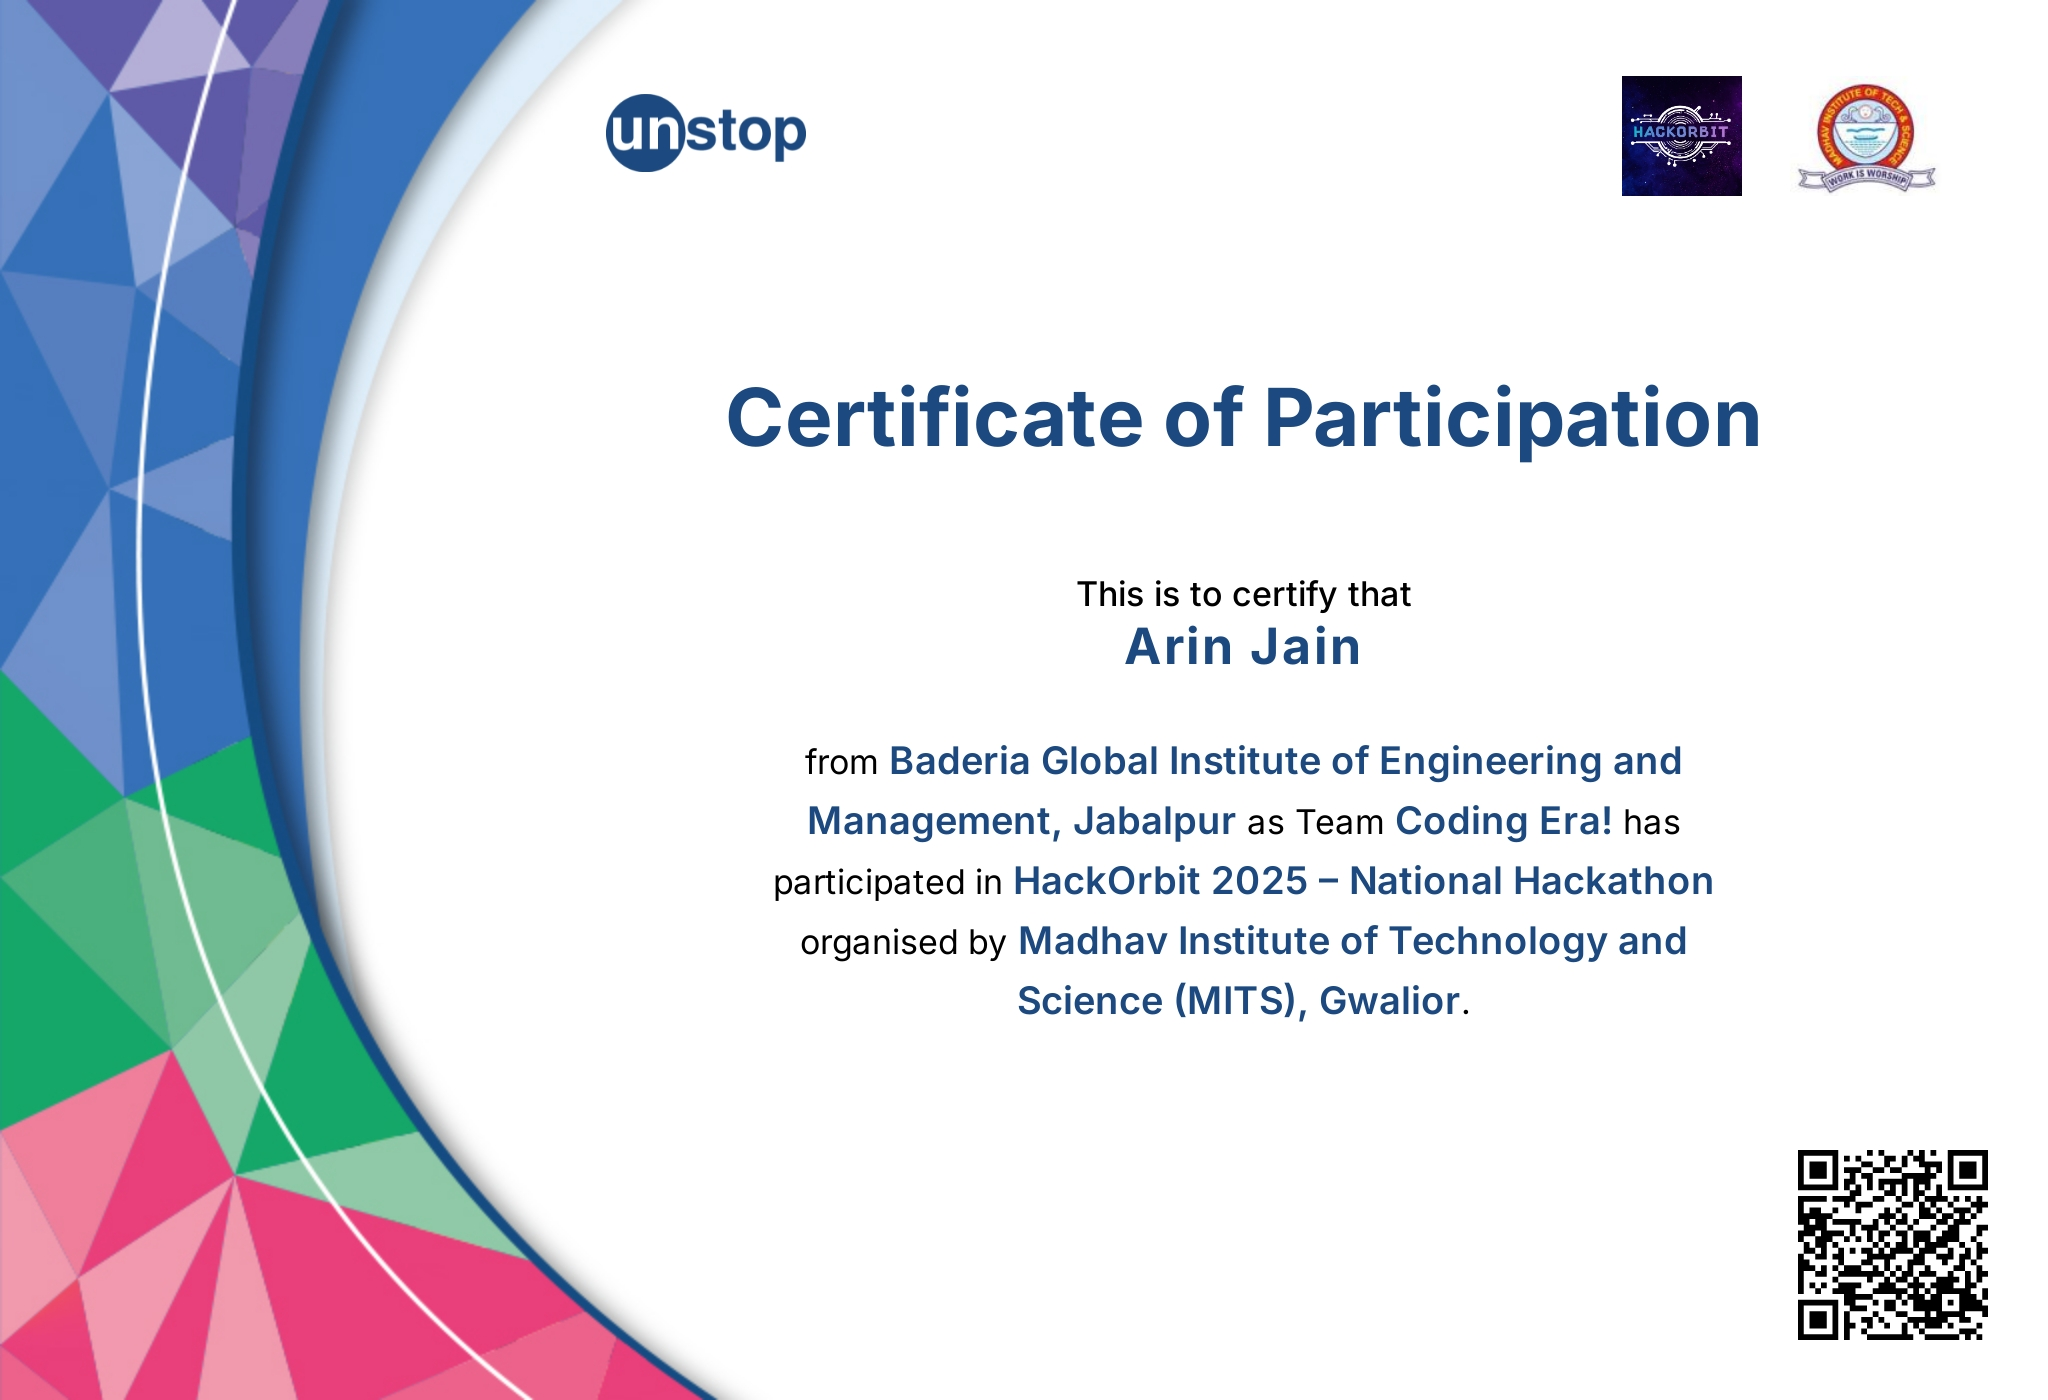 unstop
HACKORBIT
MADHAV INSTITUTE OF TECH & SCIENCE
WORK IS WORSHIP
Certificate of Participation
This is to certify that
Arin Jain
from Baderia Global Institute of Engineering and
Management, Jabalpur as Team Coding Era! has
participated in HackOrbit 2025 – National Hackathon
organised by Madhav Institute of Technology and
Science (MITS), Gwalior.